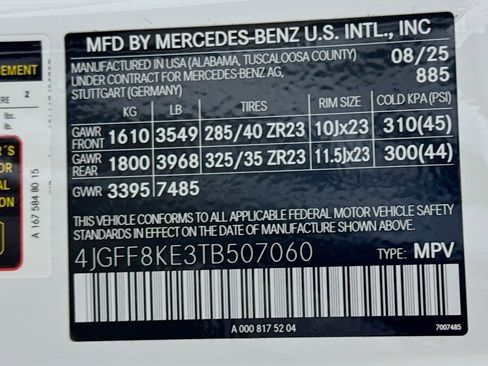 MFD BY MERCEDES-BENZ U.S. INTL., INC
MANUFACTURED IN USA (ALABAMA, TUSCALOOSA COUNTY) 08/25
UNDER CONTRACT FOR MERCEDES-BENZ AG, 885
STUTTGART (GERMANY)
KG LB TIRES RIM SIZE COLD KPA (PSI)
GAWR FRONT 1610 3549 285/40 ZR23 10Jx23 310(45)
GAWR REAR 1800 3968 325/35 ZR23 11.5Jx23 300(44)
GVWR 3395 7485
THIS VEHICLE CONFORMS TO ALL APPLICABLE FEDERAL MOTOR VEHICLE SAFETY
STANDARDS IN EFFECT ON THE DATE OF MANUFACTURE SHOWN ABOVE.
4JGFF8KE3TB507060 TYPE: MPV
A 000 817 52 04
7007485
A 167 584 80 15
2
lbs.
lb.